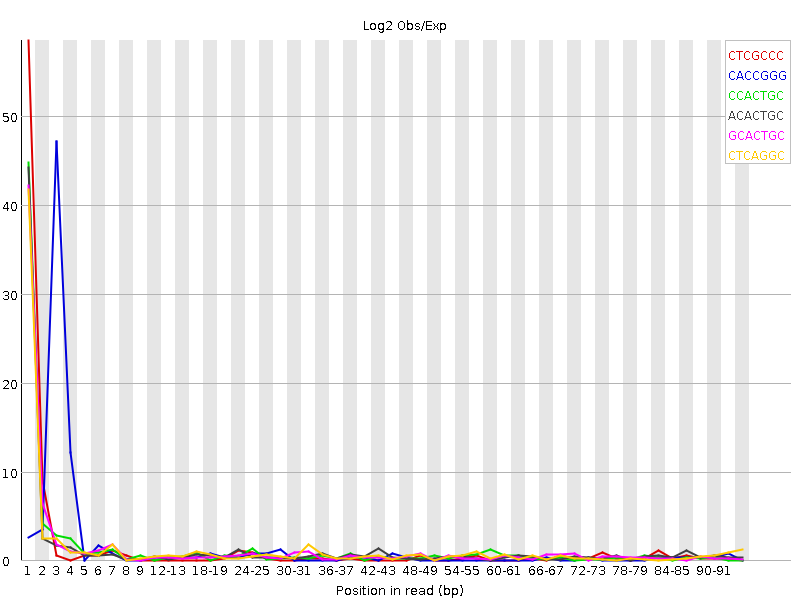 Log2 Obs/Exp
CTCGCCC
CACCGGG
CCACTGC
ACACTGC
GCACTGC
CTCAGGC
50
40
30
20
10
0
1 2 3 4 5 6 7 8 9 12-13 18-19 24-25 30-31 36-37 42-43 48-49 54-55 60-61 66-67 72-73 78-79 84-85 90-91
Position in read (bp)